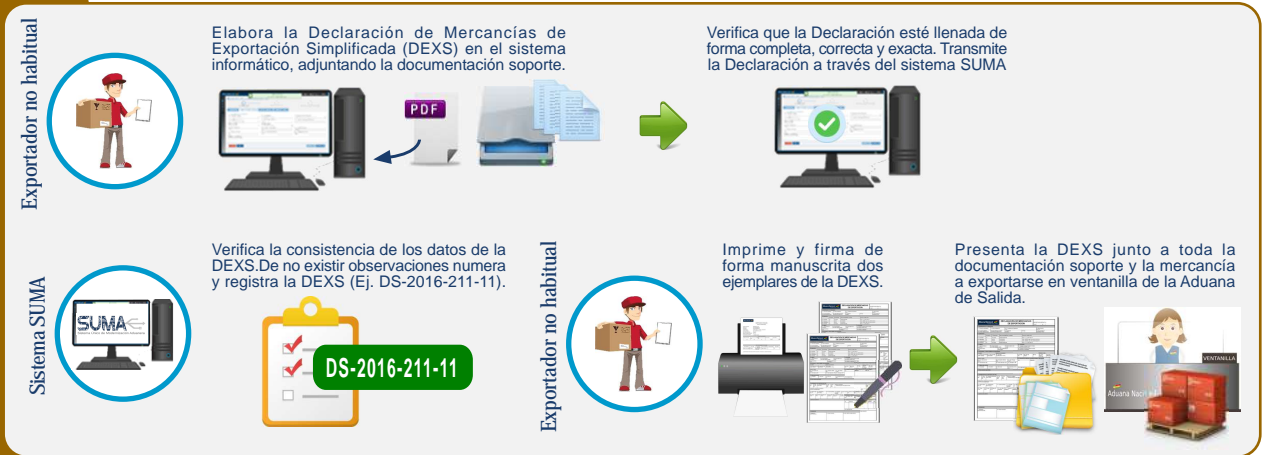 Exportador no habitual
Elabora la Declaración de Mercancías de
Exportación Simplificada (DEXS) en el sistema
informático, adjuntando la documentación soporte.
PDF
Verifica que la Declaración esté llenada de
forma completa, correcta y exacta. Transmite
la Declaración a través del sistema SUMA
Sistema SUMA
SUMA
Verifica la consistencia de los datos de la
DEXS.De no existir observaciones numera
y registra la DEXS (Ej. DS-2016-211-11).
DS-2016-211-11
Exportador no habitual
Imprime y firma de
forma manuscrita dos
ejemplares de la DEXS.
Presenta la DEXS junto a toda la
documentación soporte y la mercancía
a exportarse en ventanilla de la Aduana
de Salida.
VENTANILLA
Aduana